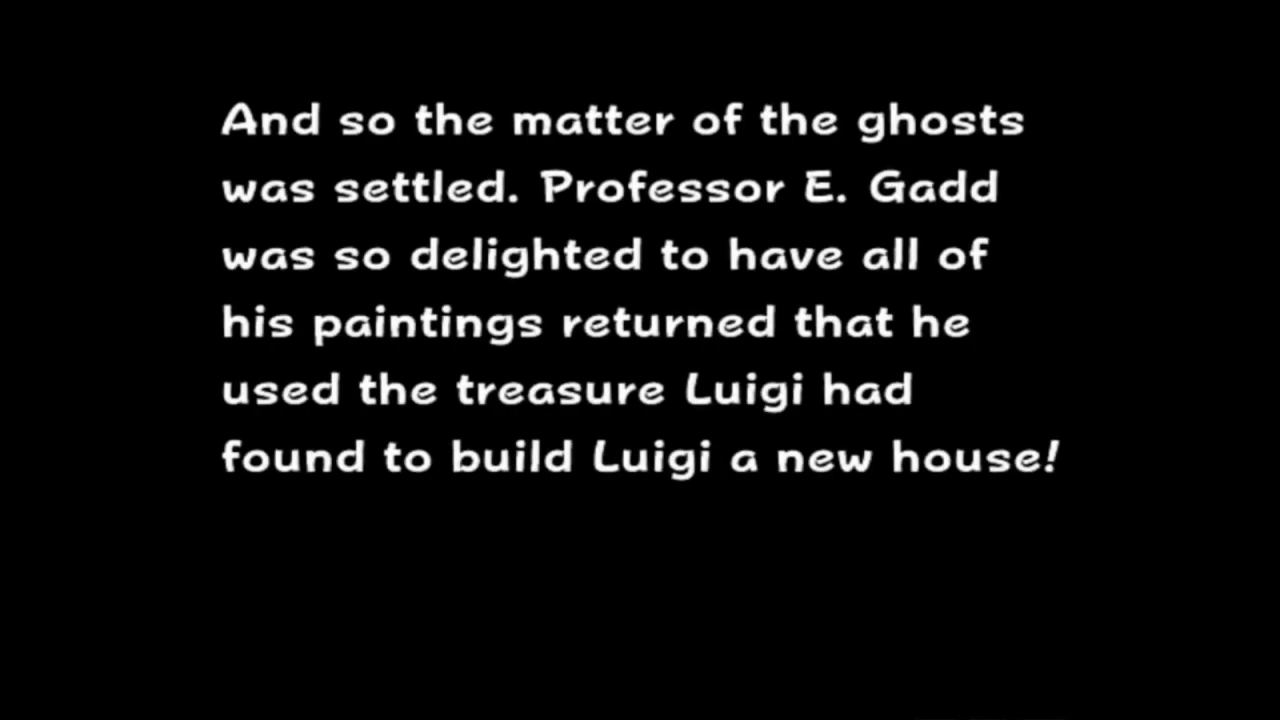 And so the matter of the ghosts
was settled. Professor E. Gadd
was so delighted to have all of
his paintings returned that he
used the treasure Luigi had
found to build Luigi a new house!